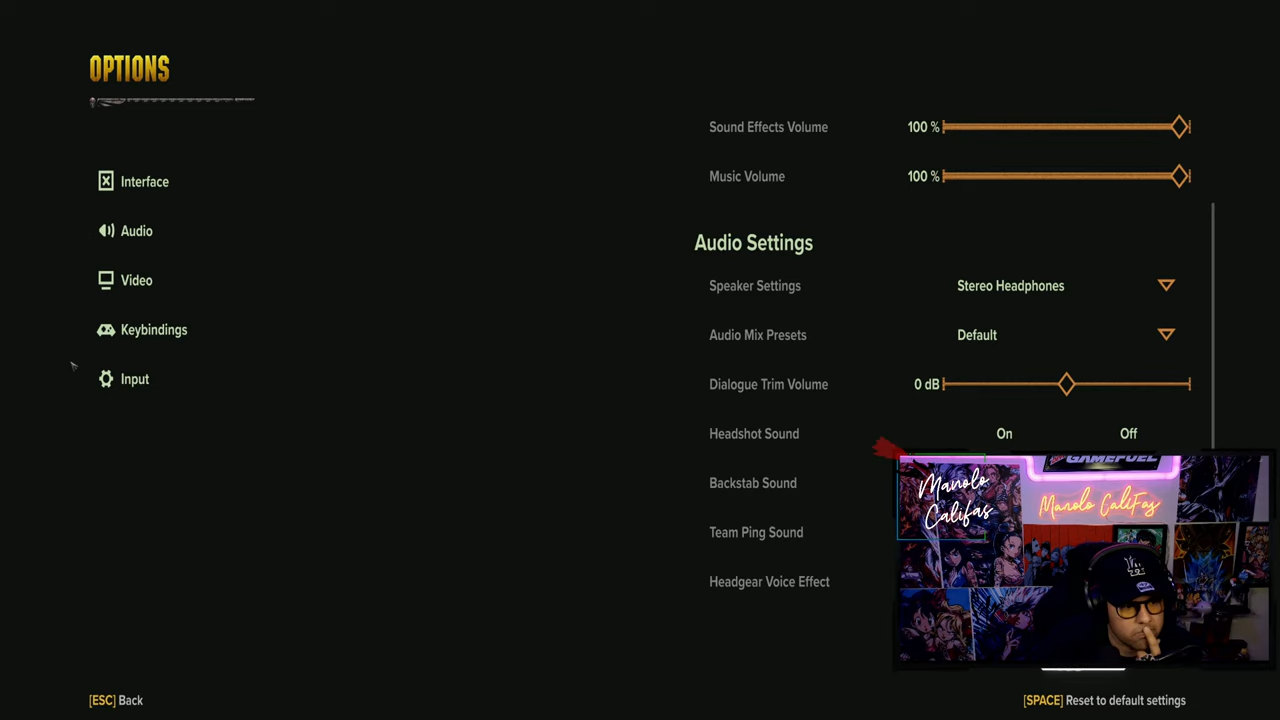 OPTIONS
Interface
Audio
Video
Keybindings
Input
Sound Effects Volume 100 %
Music Volume 100 %
Audio Settings
Speaker Settings Stereo Headphones
Audio Mix Presets Default
Dialogue Trim Volume 0 dB
Headshot Sound On Off
Backstab Sound
Team Ping Sound
Headgear Voice Effect
GAMEFUEL
Manolo
Califas
Manolo CaliFas
LA
[ESC] Back
[SPACE] Reset to default settings